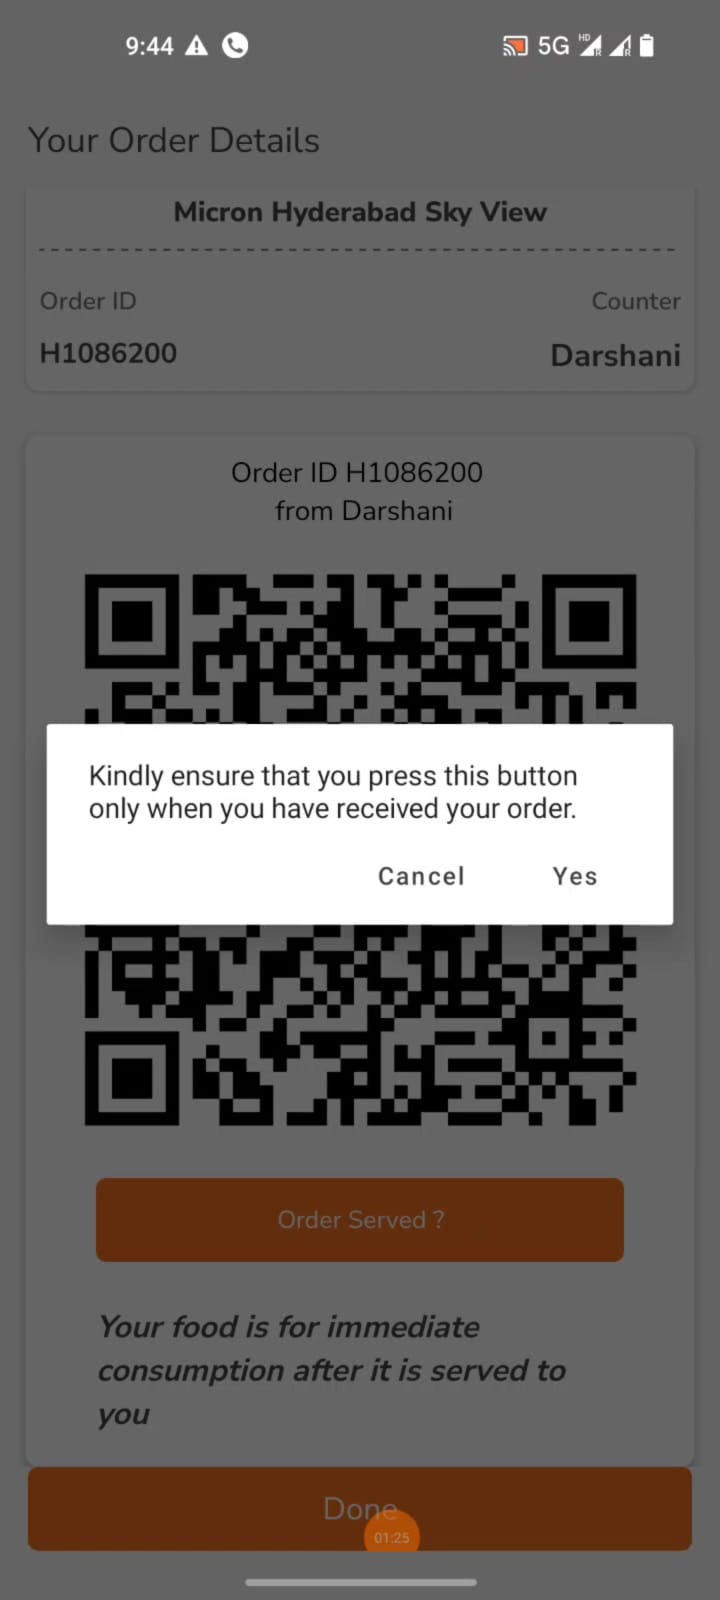 9:44
5G HD R R
Your Order Details
Micron Hyderabad Sky View
Order ID Counter
H1086200 Darshani
Order ID H1086200
from Darshani
Kindly ensure that you press this button
only when you have received your order.
Cancel Yes
Order Served ?
Your food is for immediate
consumption after it is served to
you
Done
01:25